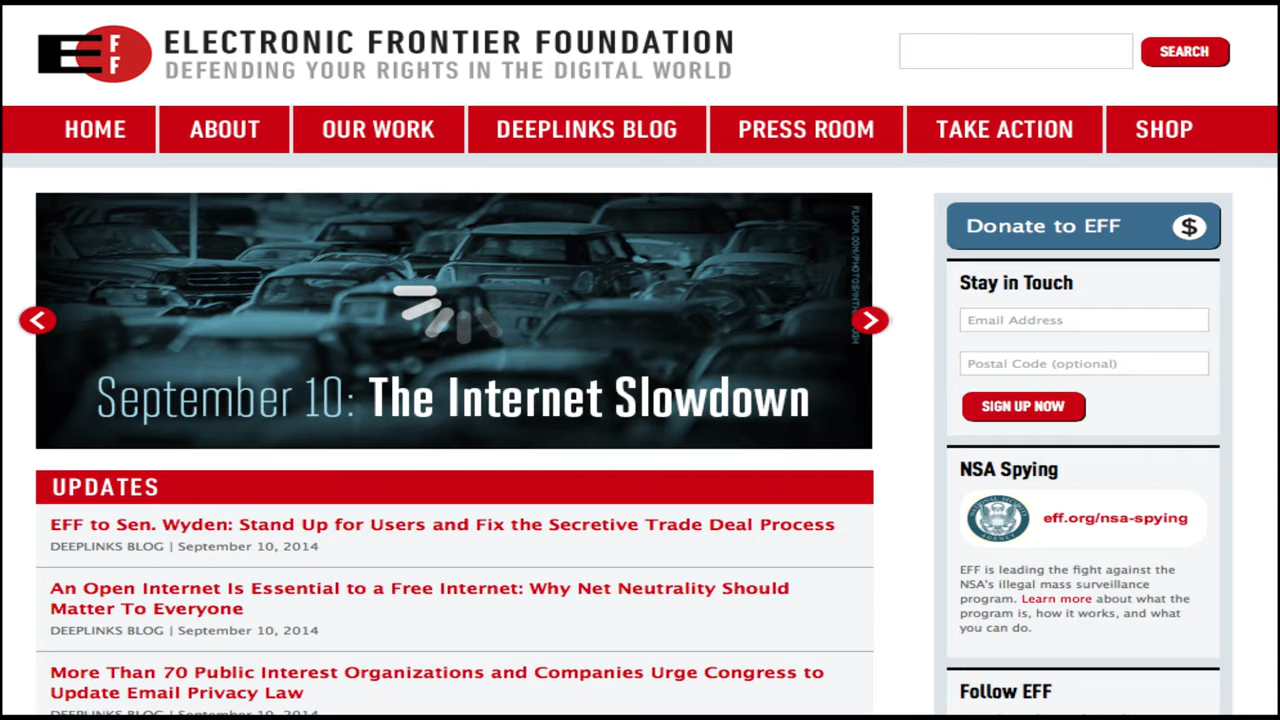 E F F
ELECTRONIC FRONTIER FOUNDATION
DEFENDING YOUR RIGHTS IN THE DIGITAL WORLD
SEARCH
HOME
ABOUT
OUR WORK
DEEPLINKS BLOG
PRESS ROOM
TAKE ACTION
SHOP
September 10: The Internet Slowdown
UPDATES
EFF to Sen. Wyden: Stand Up for Users and Fix the Secretive Trade Deal Process
DEEPLINKS BLOG | September 10, 2014
An Open Internet Is Essential to a Free Internet: Why Net Neutrality Should
Matter To Everyone
DEEPLINKS BLOG | September 10, 2014
More Than 70 Public Interest Organizations and Companies Urge Congress to
Update Email Privacy Law
DEEPLINKS BLOG | September 10, 2014
Donate to EFF $
Stay in Touch
Email Address
Postal Code (optional)
SIGN UP NOW
NSA Spying
eff.org/nsa-spying
EFF is leading the fight against the
NSA's illegal mass surveillance
program. Learn more about what the
program is, how it works, and what
you can do.
Follow EFF